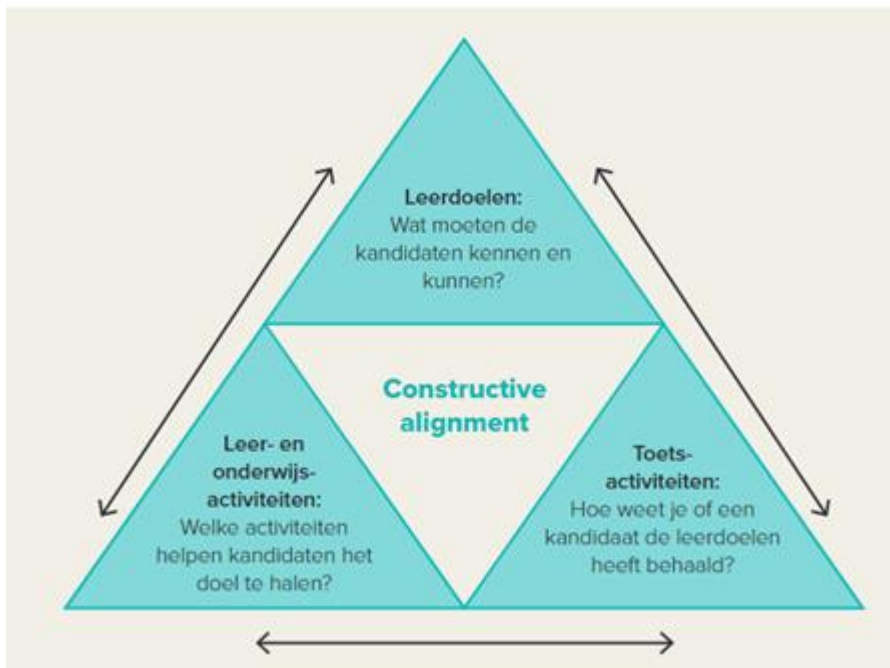 Leerdoelen:
Wat moeten de
kandidaten kennen en
kunnen?
Constructive
alignment
Leer- en
onderwijs-
activiteiten:
Welke activiteiten
helpen kandidaten het
doel te halen?
Toets-
activiteiten:
Hoe weet je of een
kandidaat de leerdoelen
heeft behaald?